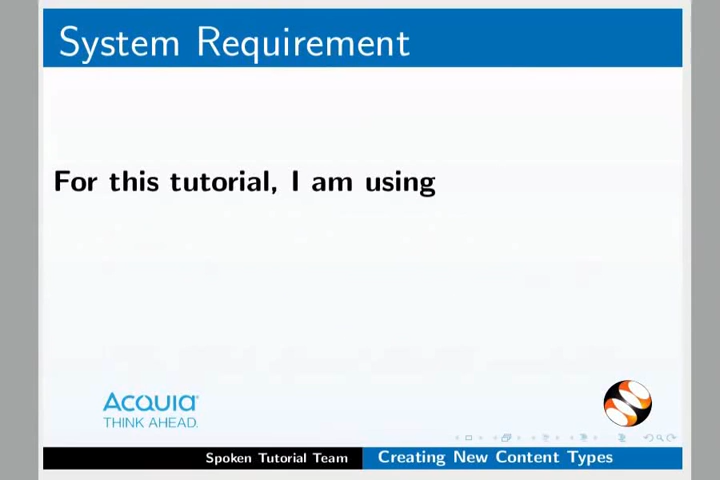 System Requirement
For this tutorial, I am using
ACQUIA
THINK AHEAD.
Spoken Tutorial Team
Creating New Content Types